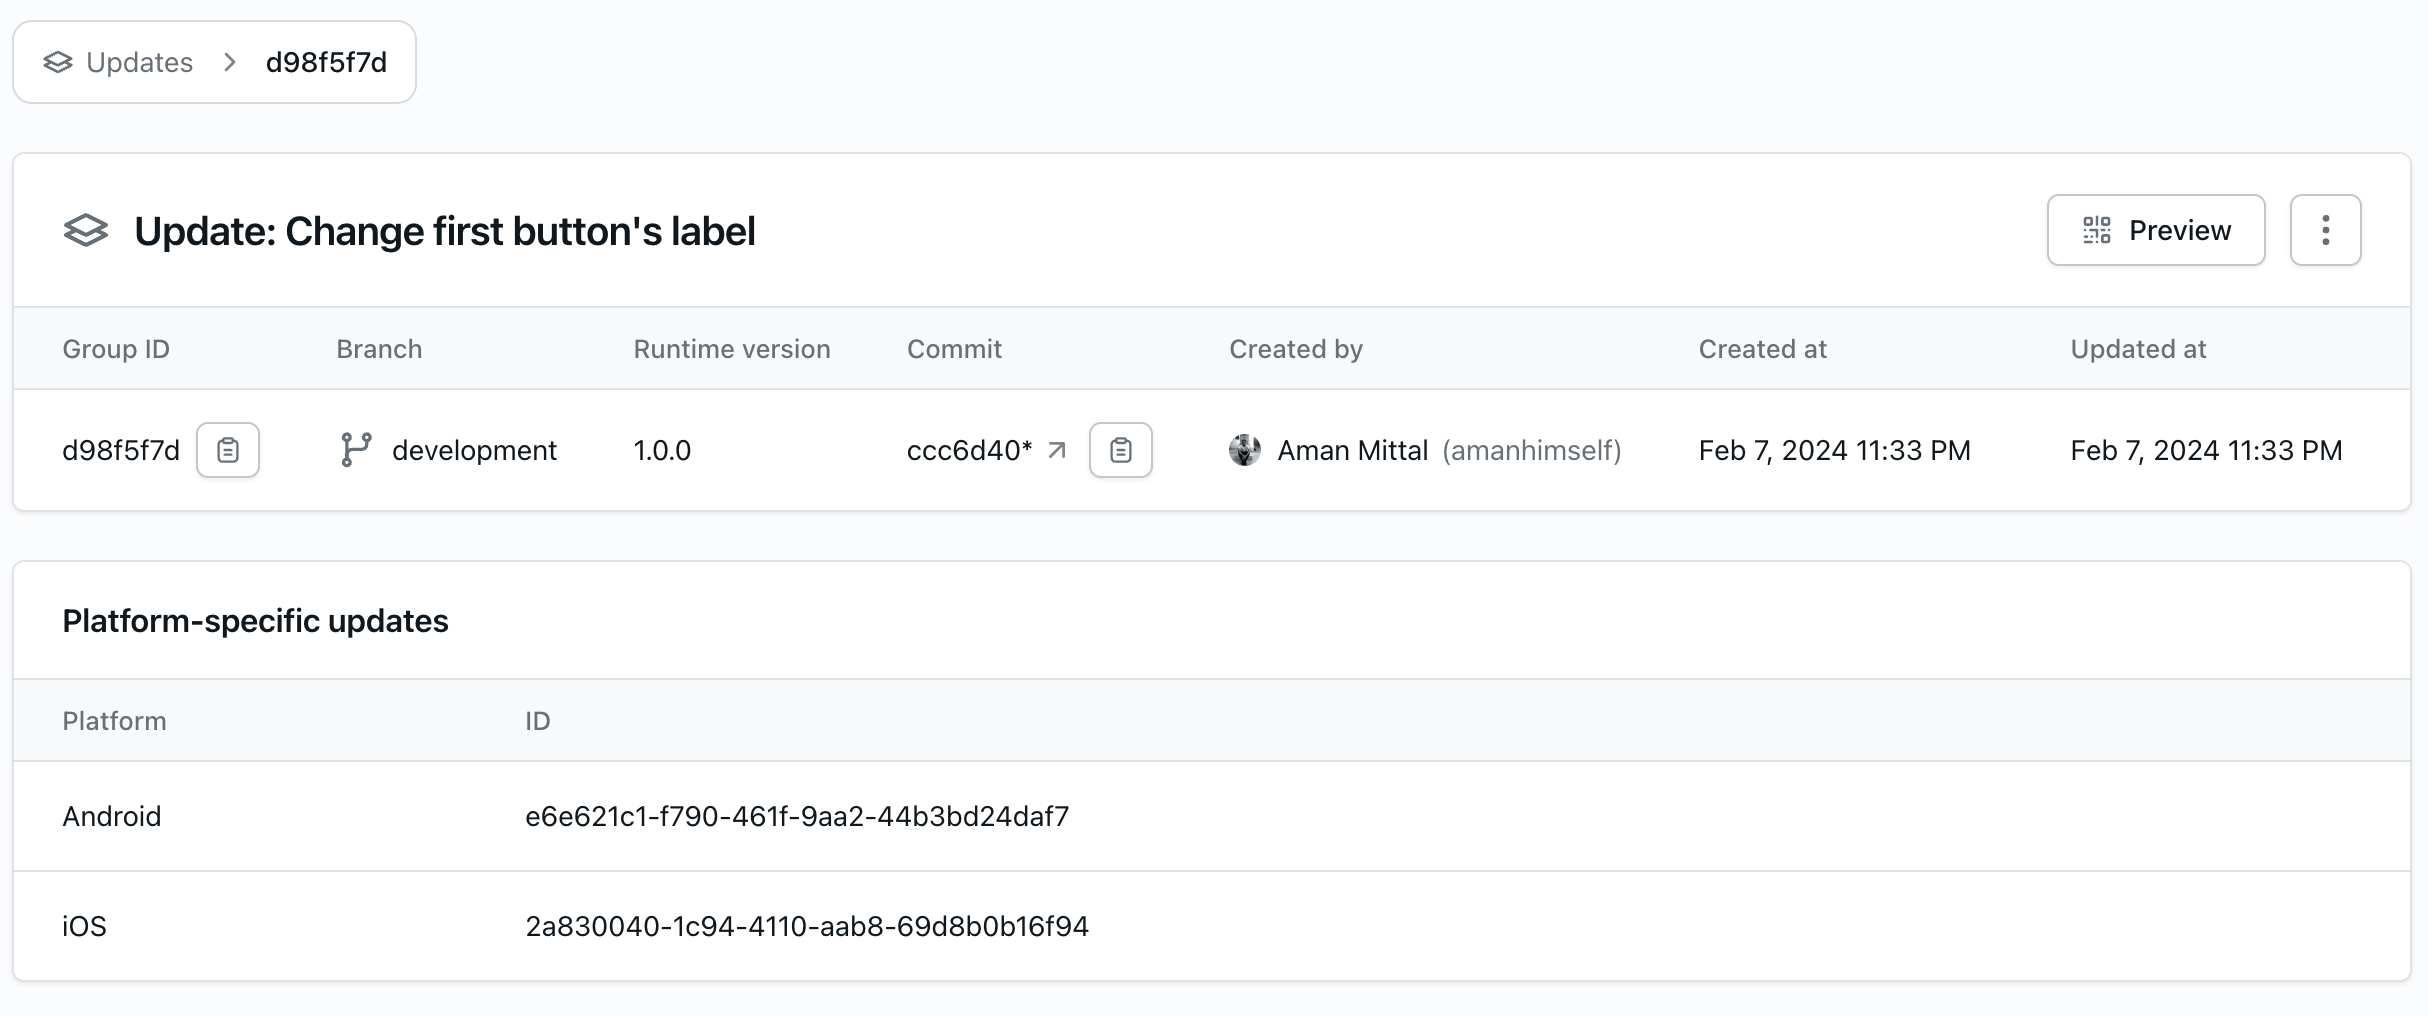 Updates > d98f5f7d
Update: Change first button's label
Preview
Group ID Branch Runtime version Commit Created by Created at Updated at
d98f5f7d development 1.0.0 ccc6d40* Aman Mittal (amanhimself) Feb 7, 2024 11:33 PM Feb 7, 2024 11:33 PM
Platform-specific updates
Platform ID
Android e6e621c1-f790-461f-9aa2-44b3bd24daf7
iOS 2a830040-1c94-4110-aab8-69d8b0b16f94